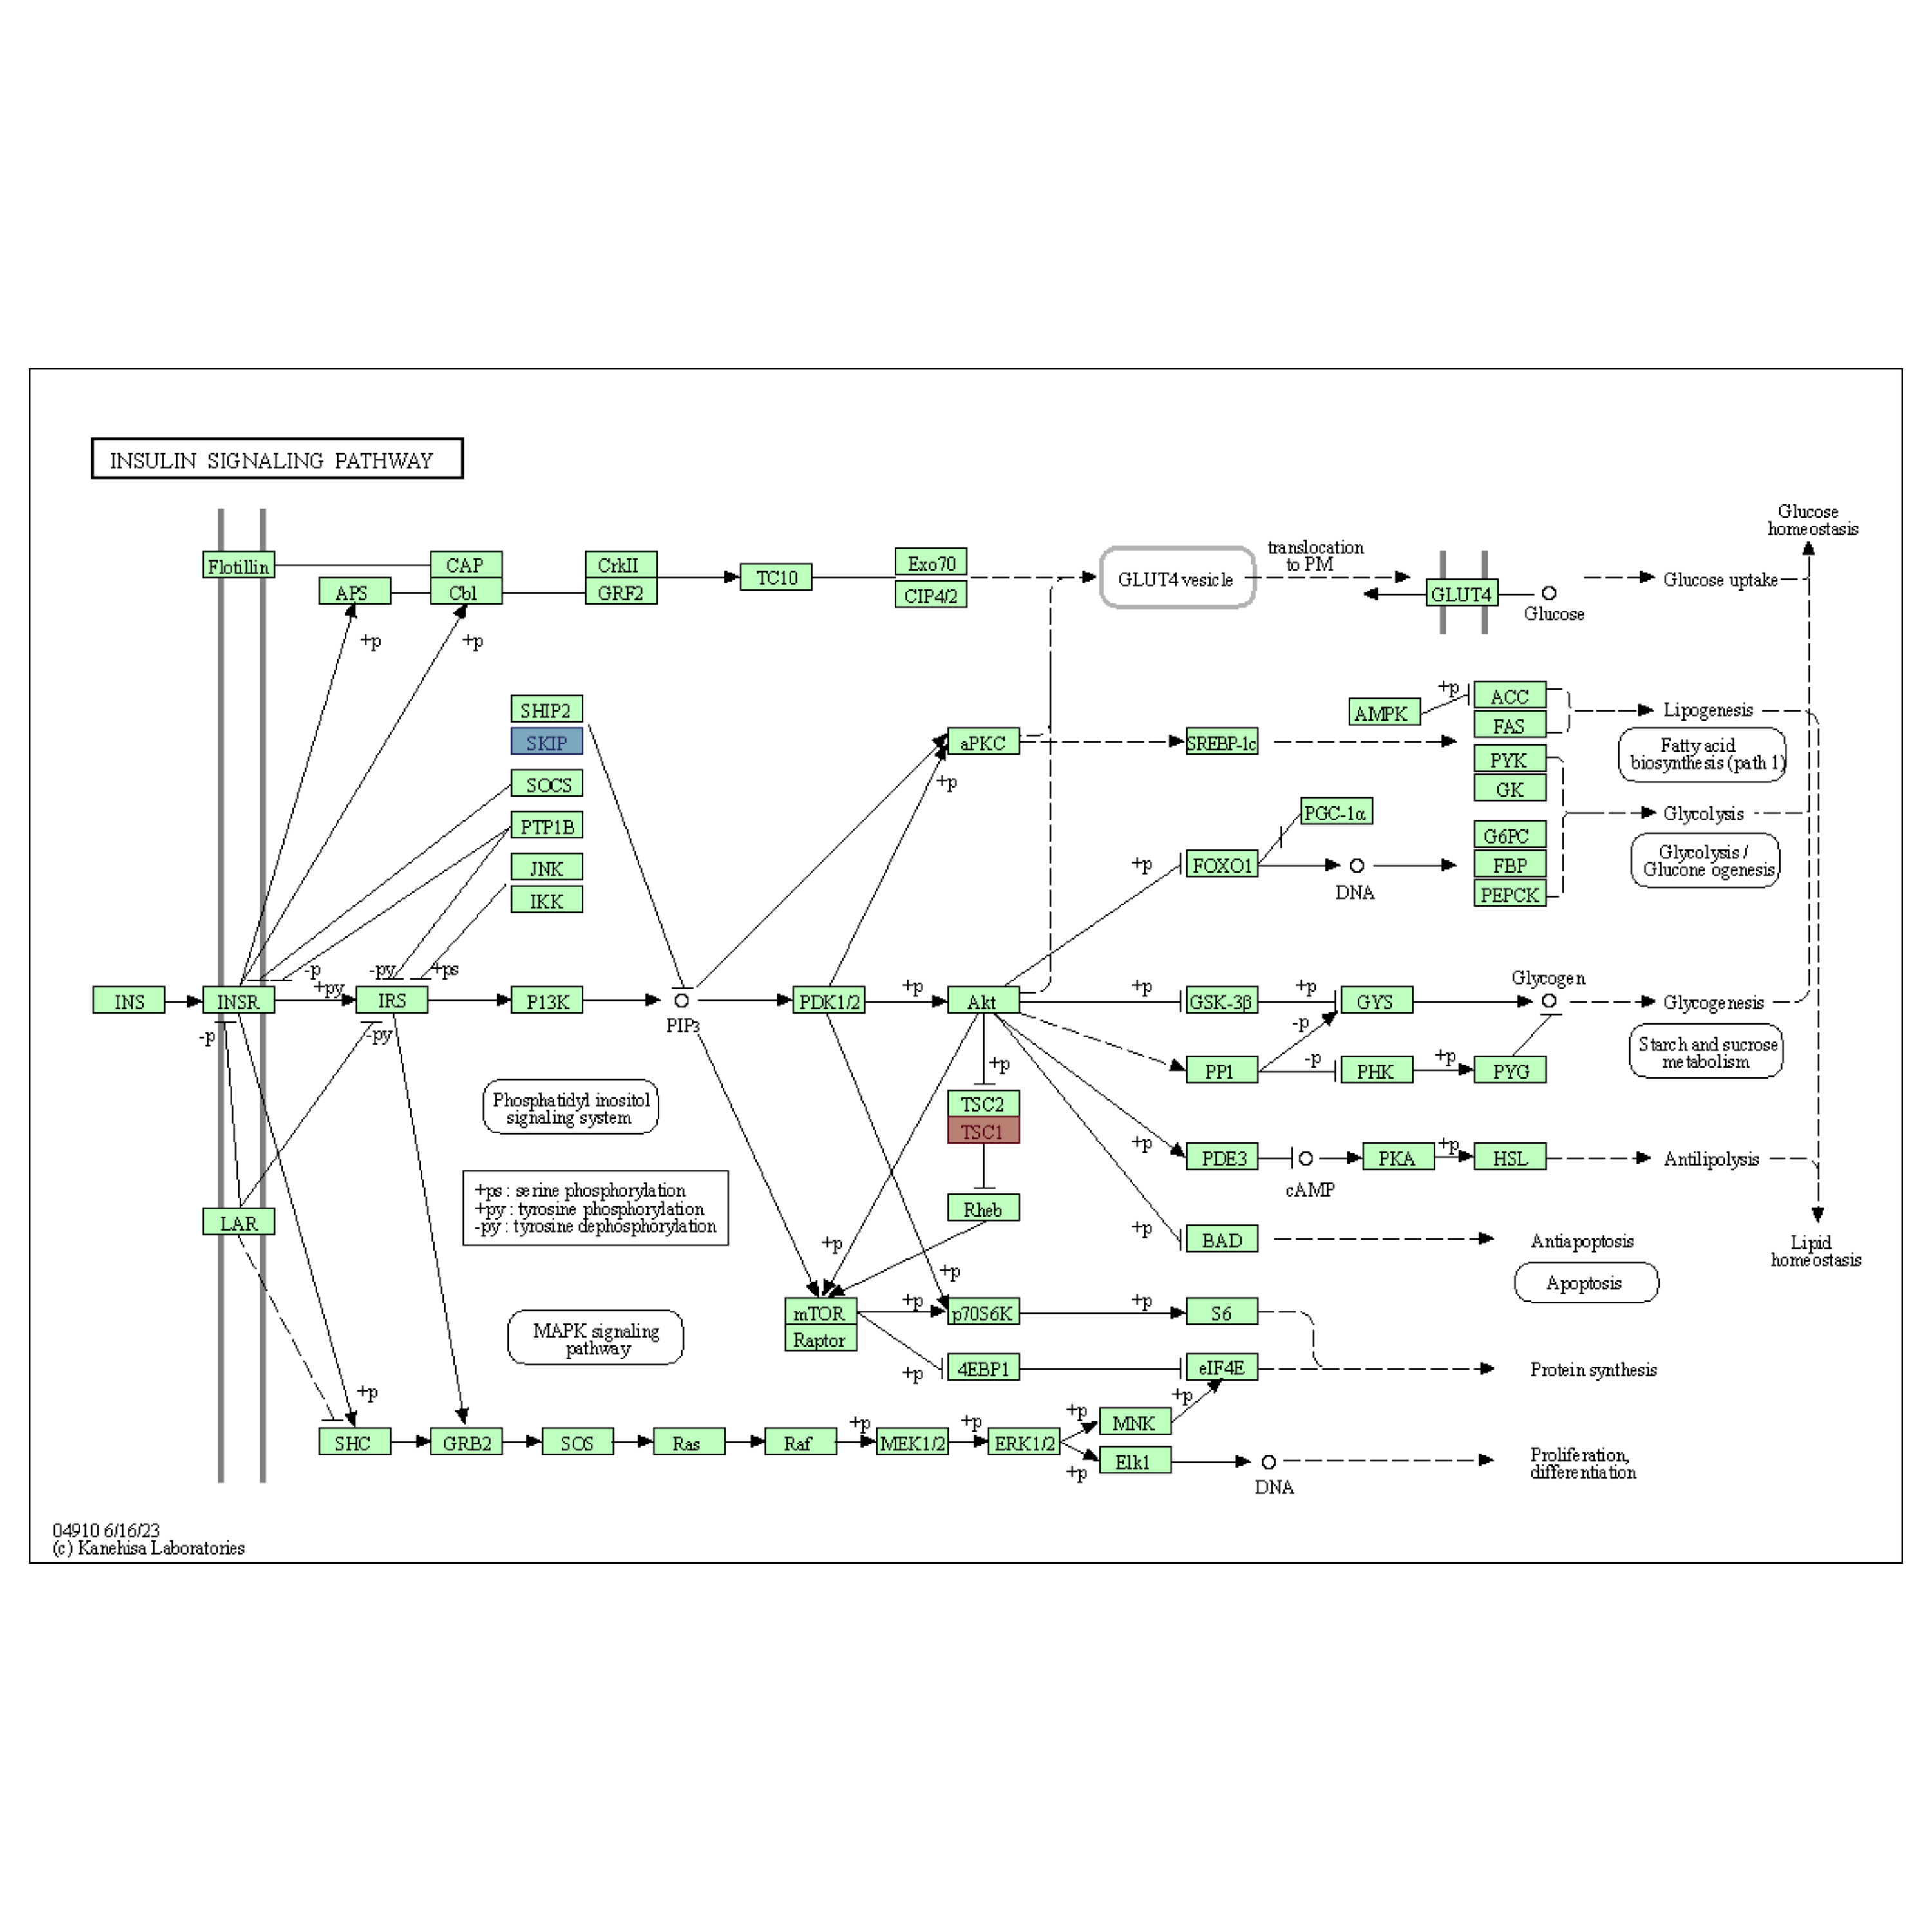 INSULIN SIGNALING PATHWAY
Glucose
homeostasis
Flotillin
CAP
CrkII
TC10
Exo70
GLUT4 vesicle
translocation
to PM
Glucose uptake
APS
Cbl
GRF2
CIP4/2
GLUT4
Glucose
+p
+p
SHIP2
SKIP
SOCS
PTP1B
JNK
IKK
aPKC
+p
SREBP-1c
AMPK
+p
ACC
FAS
PYK
GK
G6PC
FBP
PEPCK
Lipogenesis
Fatty acid
biosynthesis (path 1)
Glycolysis
Glycolysis /
Glucone ogenesis
PGC-1α
+p
FOXO1
DNA
-p
+py
-py
+ps
INS
INSR
IRS
P13K
PIP3
PDK1/2
+p
Akt
+p
GSK-3β
+p
GYS
Glycogen
Glycogenesis
-p
-py
-p
+p
PP1
-p
PHK
+p
PYG
Starch and sucrose
metabolism
Phosphatidyl inositol
signaling system
TSC2
TSC1
+p
PDE3
cAMP
PKA
+p
HSL
Antilipolysis
+ps : serine phosphorylation
+py : tyrosine phosphorylation
-py : tyrosine dephosphorylation
LAR
Rheb
+p
+p
BAD
Antiapoptosis
Apoptosis
Lipid
homeostasis
+p
mTOR
Raptor
+p
p70S6K
+p
S6
MAPK signaling
pathway
+p
4EBP1
eIF4E
Protein synthesis
+p
SHC
GRB2
SOS
Ras
Raf
+p
MEK1/2
+p
ERK1/2
+p
MNK
+p
+p
Elk1
DNA
Proliferation,
differentiation
04910 6/16/23
(c) Kanehisa Laboratories